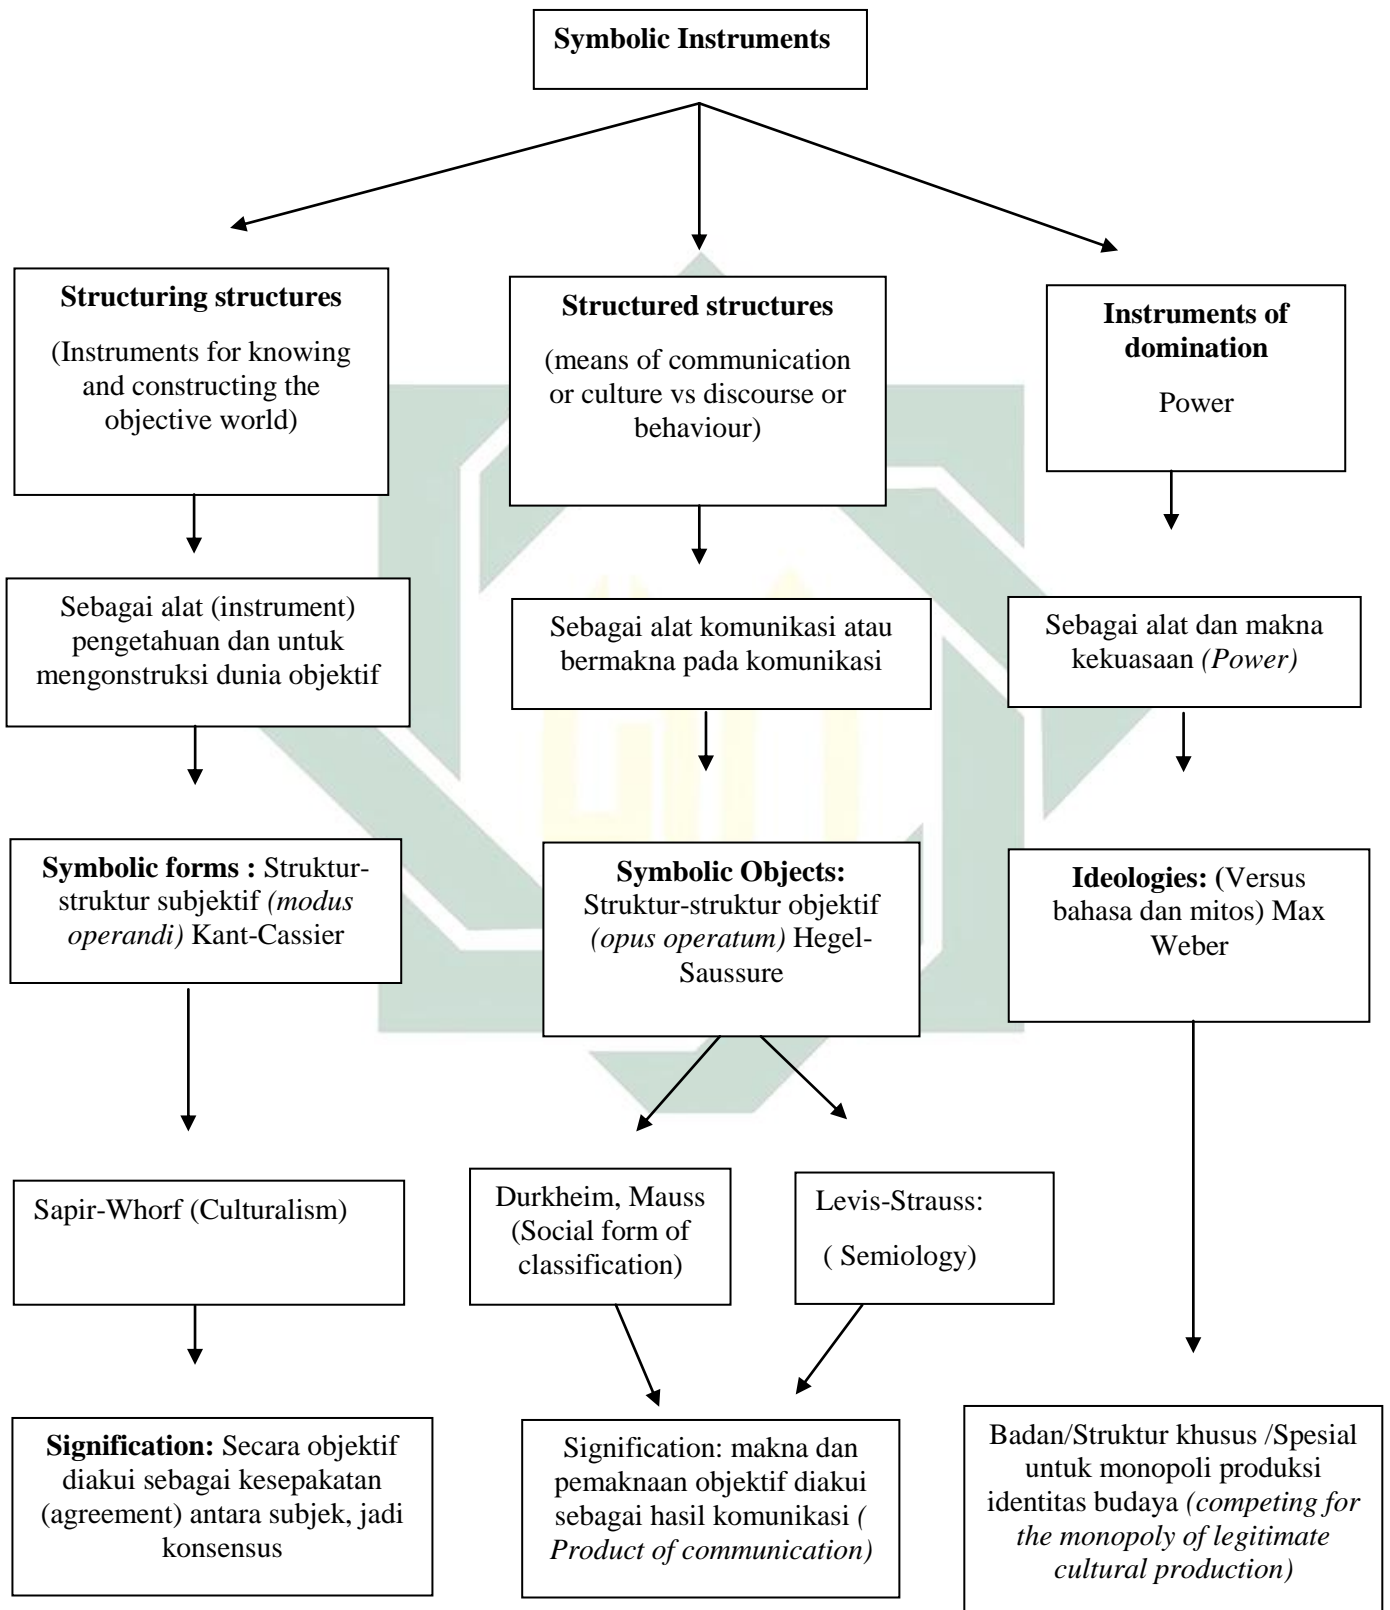 Symbolic Instruments
Structuring structures
(Instruments for knowing
and constructing the
objective world)
Structured structures
(means of communication
or culture vs discourse or
behaviour)
Instruments of
domination
Power
Sebagai alat (instrument)
pengetahuan dan untuk
mengonstruksi dunia objektif
Sebagai alat komunikasi atau
bermakna pada komunikasi
Sebagai alat dan makna
kekuasaan (Power)
Symbolic forms : Struktur-
struktur subjektif (modus
operandi) Kant-Cassier
Symbolic Objects:
Struktur-struktur objektif
(opus operatum) Hegel-
Saussure
Ideologies: (Versus
bahasa dan mitos) Max
Weber
Sapir-Whorf (Culturalism)
Durkheim, Mauss
(Social form of
classification)
Levis-Strauss:
( Semiology)
Signification: Secara objektif
diakui sebagai kesepakatan
(agreement) antara subjek, jadi
konsensus
Signification: makna dan
pemaknaan objektif diakui
sebagai hasil komunikasi (
Product of communication)
Badan/Struktur khusus /Spesial
untuk monopoli produksi
identitas budaya (competing for
the monopoly of legitimate
cultural production)